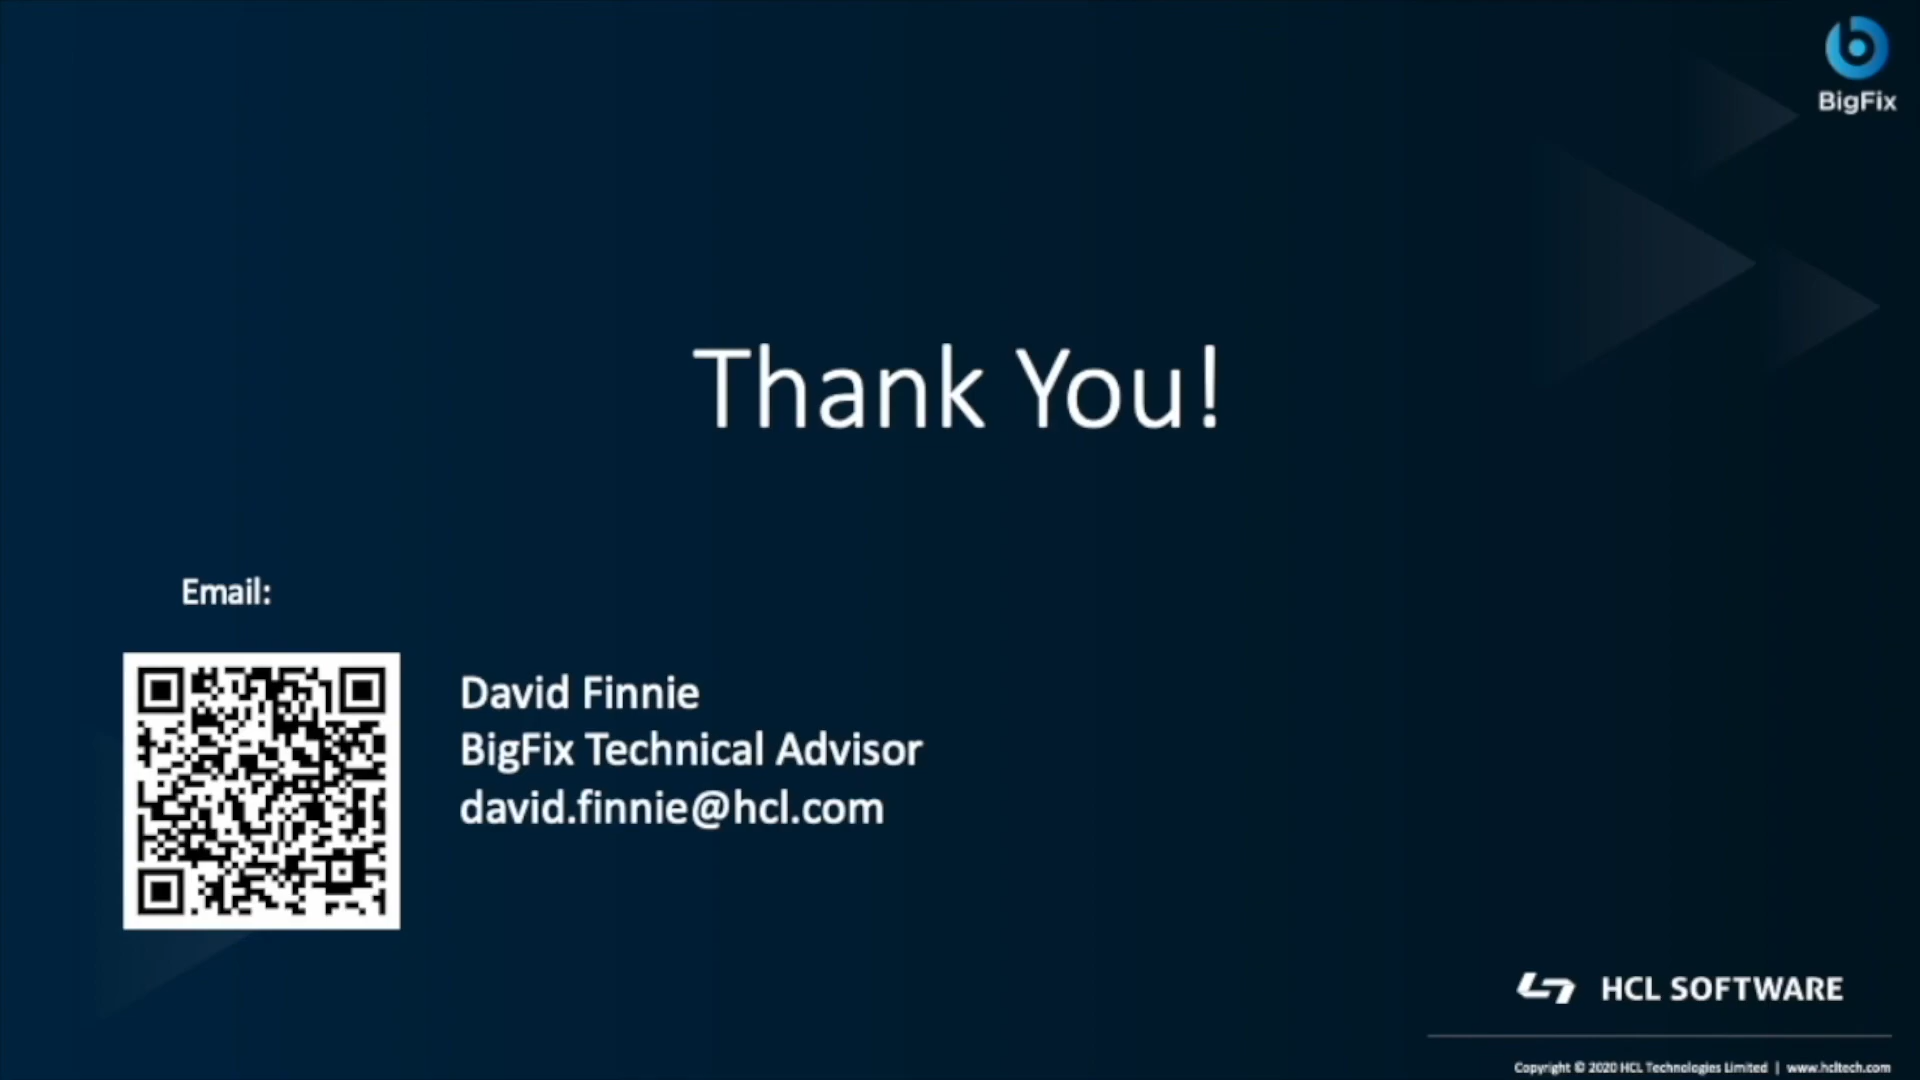 BigFix
Thank You!
Email:
David Finnie
BigFix Technical Advisor
david.finnie@hcl.com
HCL SOFTWARE
Copyright © 2020 HCL Technologies Limited | www.hcltech.com